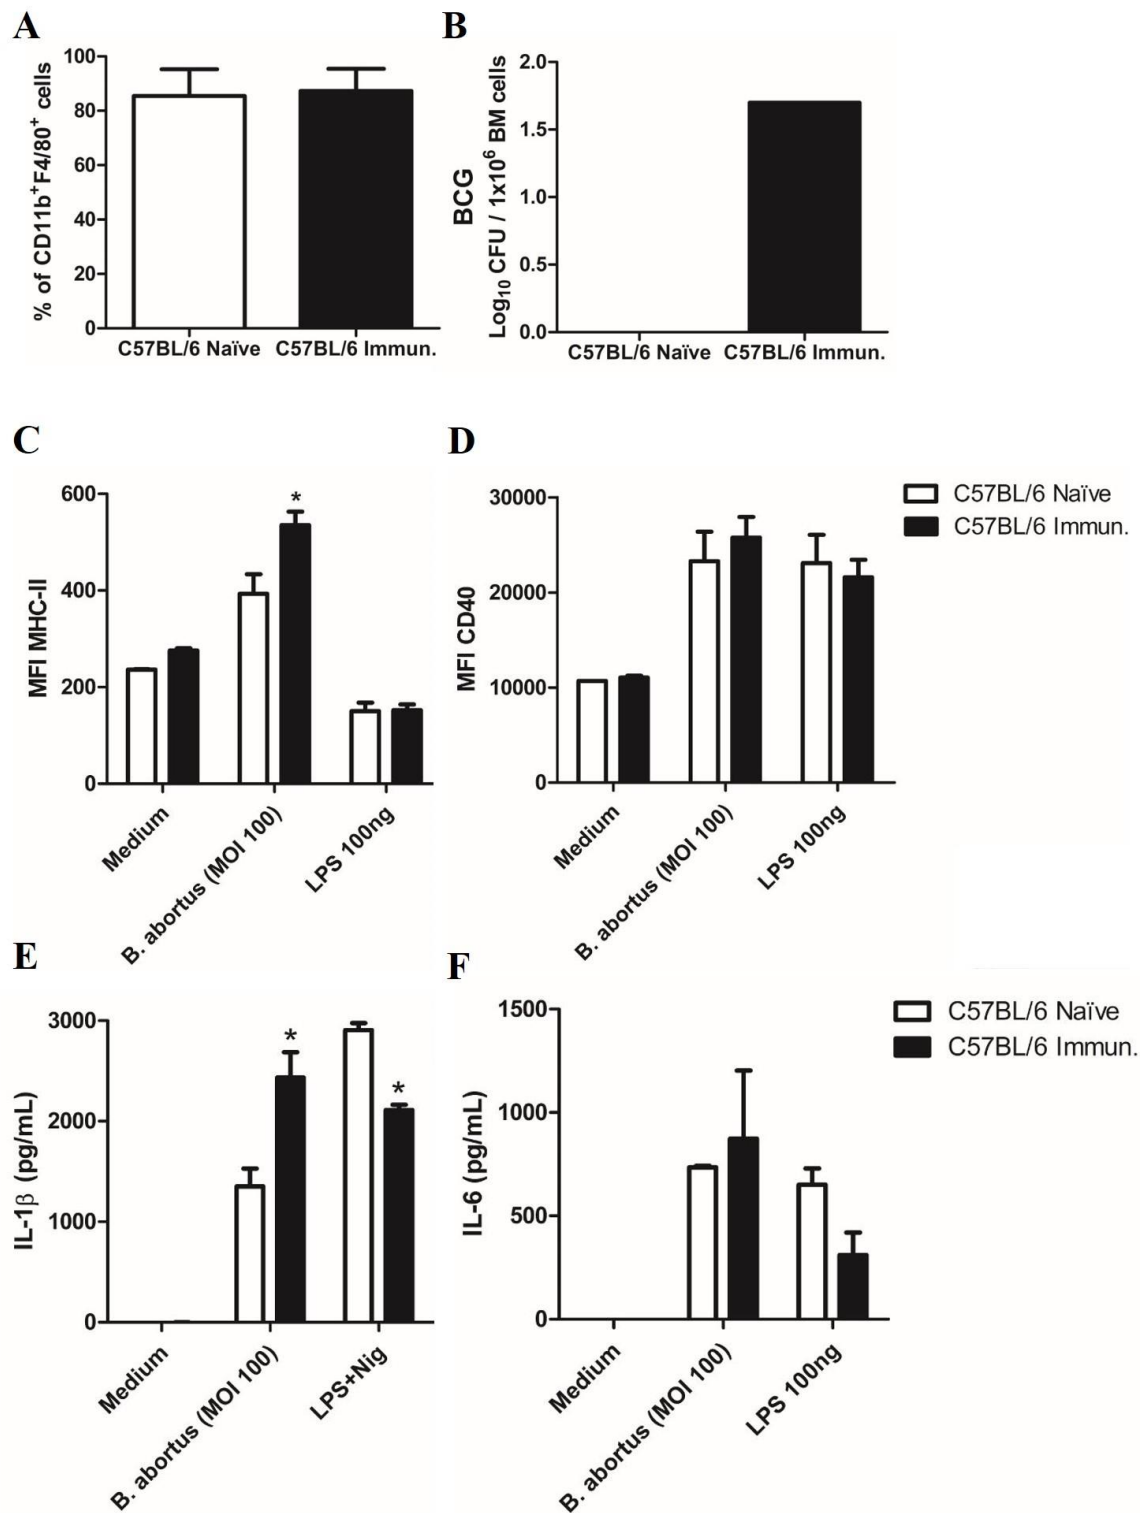 A
% of CD11b⁺F4/80⁺ cells
100
80
60
40
20
0
C57BL/6 Naïve C57BL/6 Immun.
B
BCG
Log₁₀ CFU / 1x10⁶ BM cells
2.0
1.5
1.0
0.5
0.0
C57BL/6 Naïve C57BL/6 Immun.
C
MFI MHC-II
600
400
200
0
*
Medium
B. abortus (MOI 100)
LPS 100ng
D
MFI CD40
30000
20000
10000
0
Medium
B. abortus (MOI 100)
LPS 100ng
C57BL/6 Naïve
C57BL/6 Immun.
E
IL-1β (pg/mL)
3000
2000
1000
0
*
*
Medium
B. abortus (MOI 100)
LPS+Nig
F
IL-6 (pg/mL)
1500
1000
500
0
Medium
B. abortus (MOI 100)
LPS 100ng
C57BL/6 Naïve
C57BL/6 Immun.